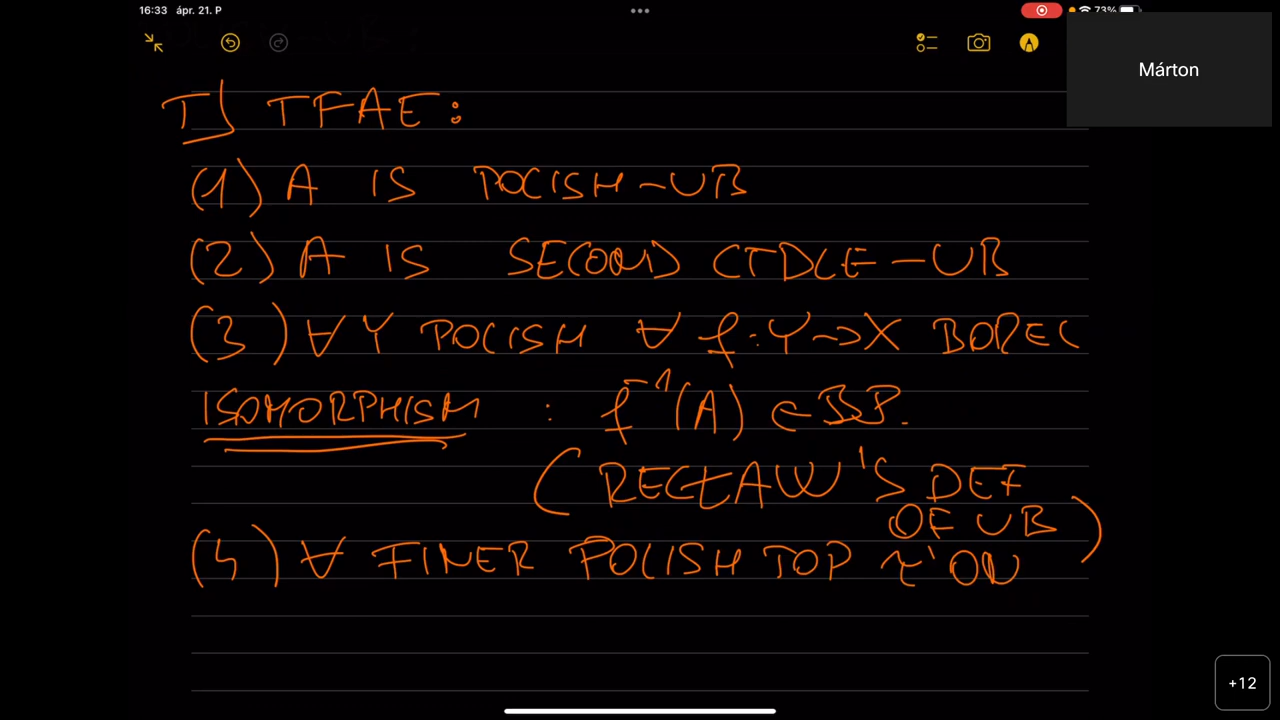 16:33 ápr. 21. P
73%
Márton
T) TFAE:
(1) A IS POLISH-UB
(2) A IS SECOND CTBLE-UB
(3) ∀ Y POLISH ∀ f: Y → X BOREL
ISOMORPHISM : f⁻¹(A) ∈ BP.
(RECŁAW'S DEF
OF UB)
(4) ∀ FINER POLISH TOP τ' ON
+12